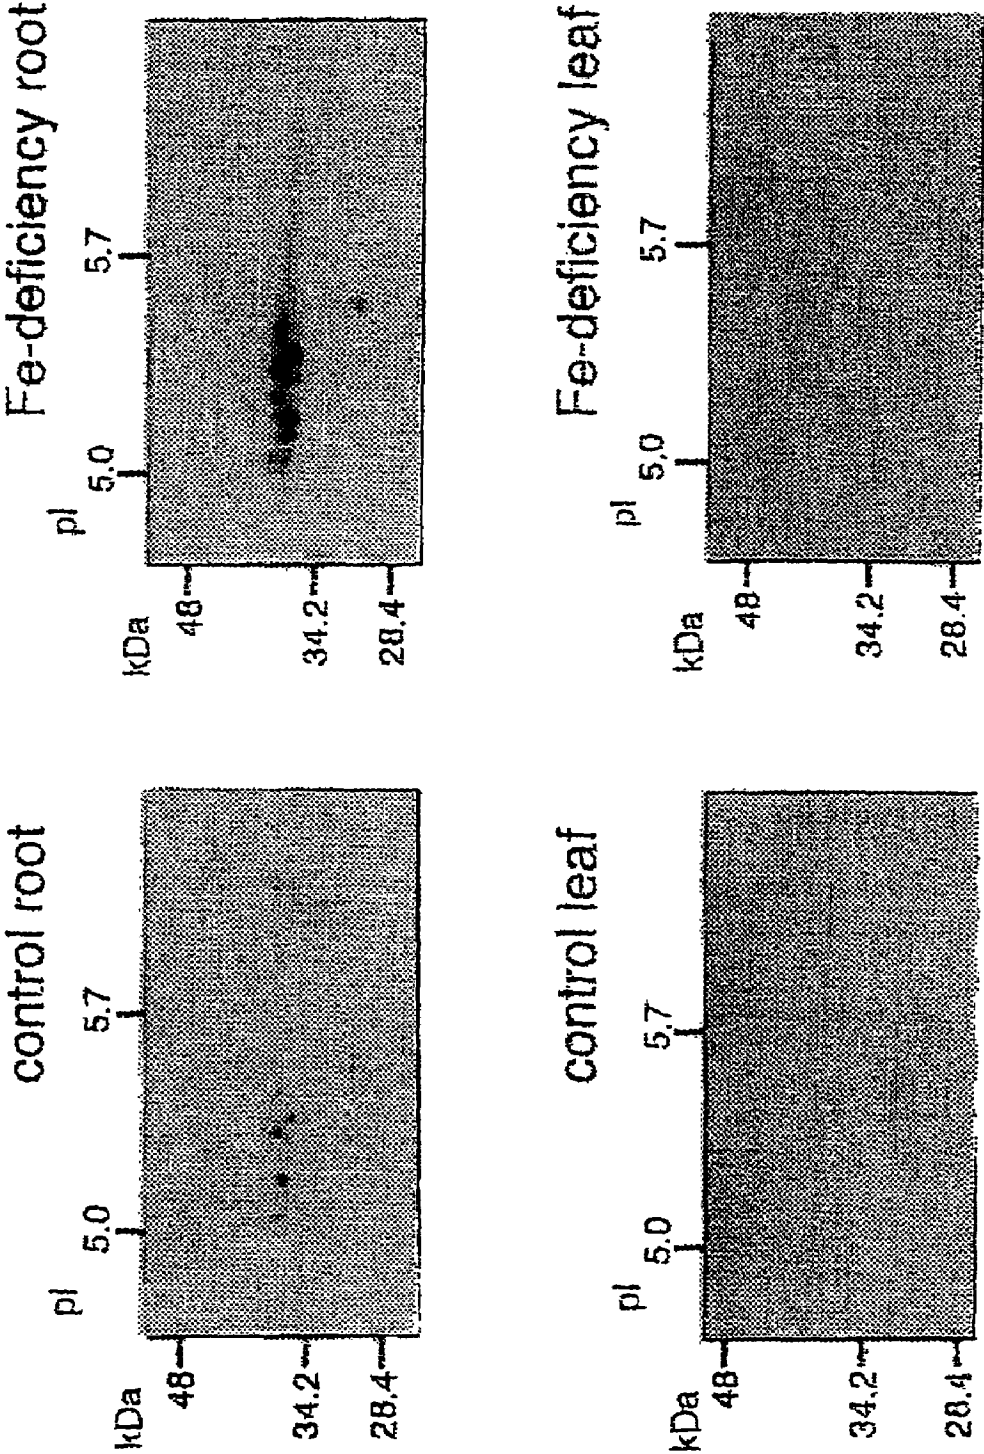 control root
pI 5.0 5.7
kDa
48
34.2
28.4
Fe-deficiency root
pI 5.0 5.7
kDa
48
34.2
28.4
control leaf
pI 5.0 5.7
kDa
48
34.2
28.4
Fe-deficiency leaf
pI 5.0 5.7
kDa
48
34.2
28.4